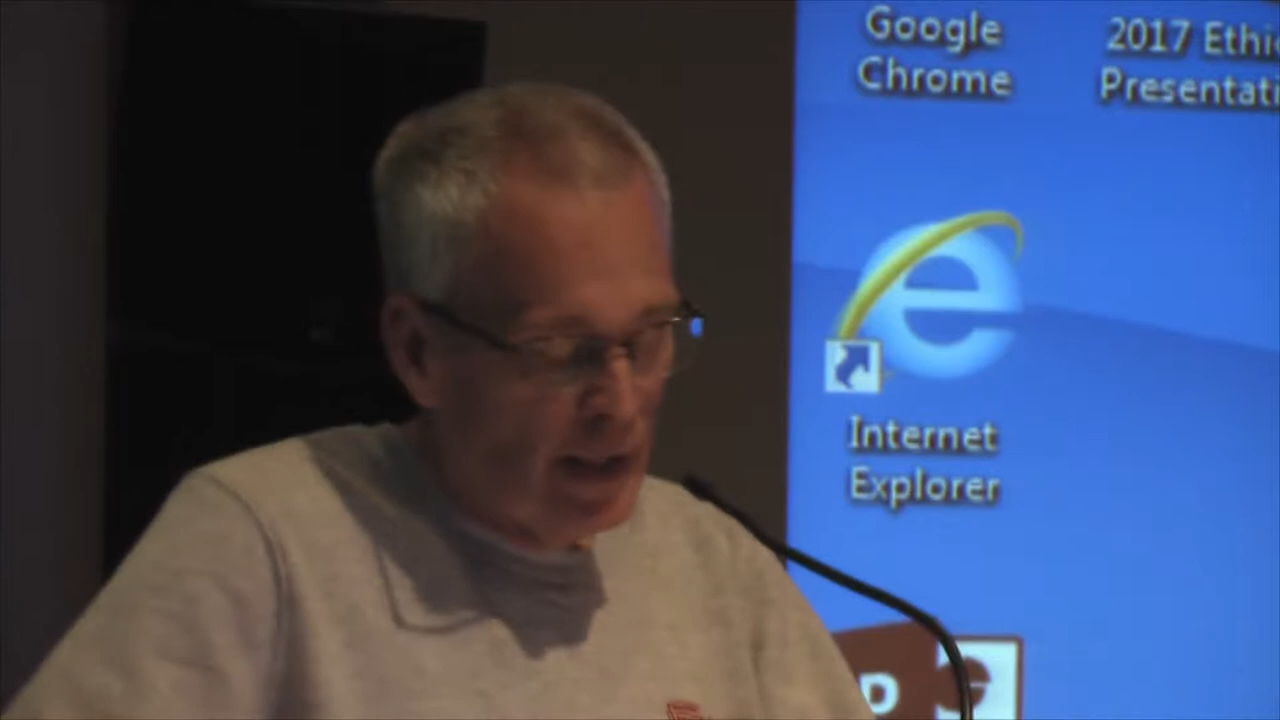 Google
Chrome
2017 Ethic
Presentati
Internet
Explorer